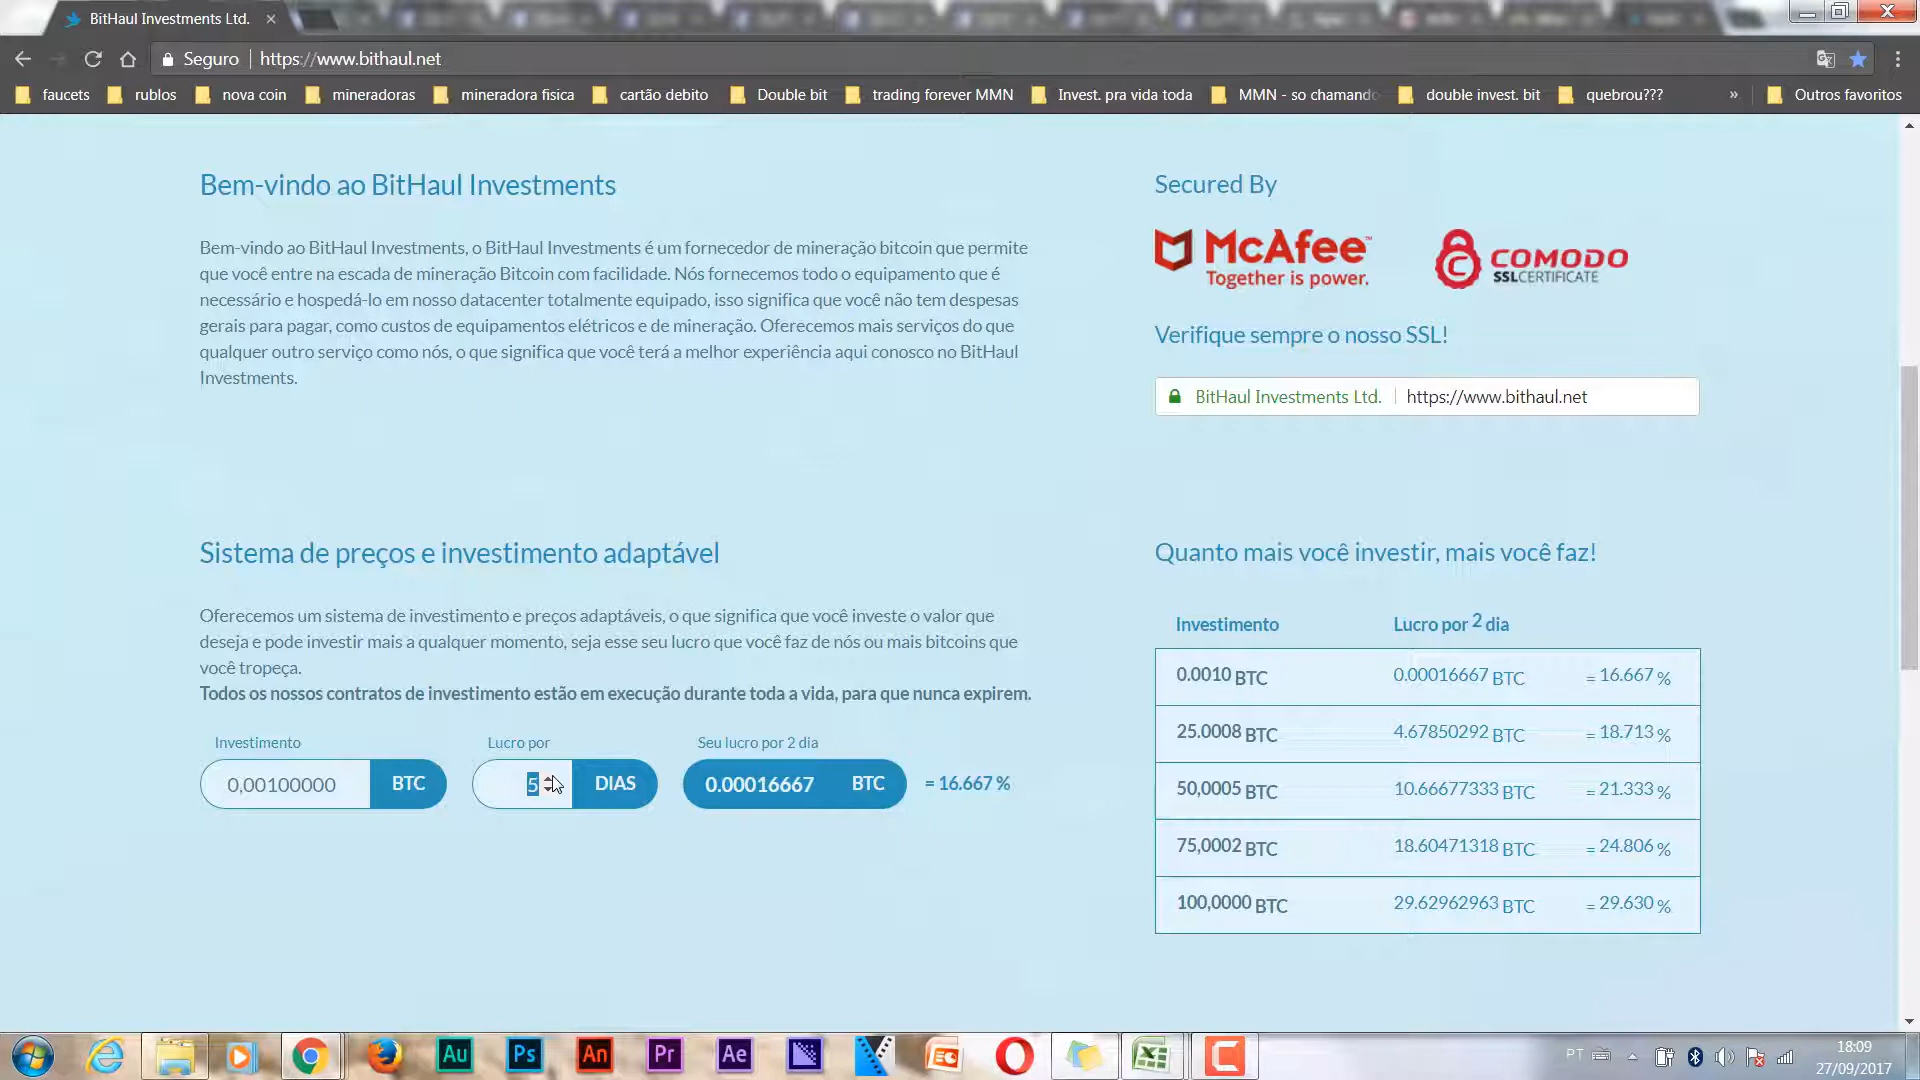 BitHaul Investments Ltd.
Seguro
https://www.bithaul.net
faucets
rublos
nova coin
mineradoras
mineradora fisica
cartão debito
Double bit
trading forever MMN
Invest. pra vida toda
MMN - so chamando
double invest. bit
quebrou???
»
Outros favoritos
Bem-vindo ao BitHaul Investments
Bem-vindo ao BitHaul Investments, o BitHaul Investments é um fornecedor de mineração bitcoin que permite
que você entre na escada de mineração Bitcoin com facilidade. Nós fornecemos todo o equipamento que é
necessário e hospedá-lo em nosso datacenter totalmente equipado, isso significa que você não tem despesas
gerais para pagar, como custos de equipamentos elétricos e de mineração. Oferecemos mais serviços do que
qualquer outro serviço como nós, o que significa que você terá a melhor experiência aqui conosco no BitHaul
Investments.
Secured By
McAfee™
Together is power.
COMODO
SSLCERTIFICATE
Verifique sempre o nosso SSL!
BitHaul Investments Ltd. https://www.bithaul.net
Sistema de preços e investimento adaptável
Oferecemos um sistema de investimento e preços adaptáveis, o que significa que você investe o valor que
deseja e pode investir mais a qualquer momento, seja esse seu lucro que você faz de nós ou mais bitcoins que
você tropeça.
Todos os nossos contratos de investimento estão em execução durante toda a vida, para que nunca expirem.
Investimento
Lucro por
Seu lucro por 2 dia
0,00100000 BTC
5 DIAS
0.00016667 BTC
= 16.667 %
Quanto mais você investir, mais você faz!
Investimento Lucro por 2 dia
0.0010 BTC 0.00016667 BTC = 16.667 %
25.0008 BTC 4.67850292 BTC = 18.713 %
50,0005 BTC 10.66677333 BTC = 21.333 %
75,0002 BTC 18.60471318 BTC = 24.806 %
100,0000 BTC 29.62962963 BTC = 29.630 %
Au
Ps
An
Pr
Ae
PT
18:09
27/09/2017